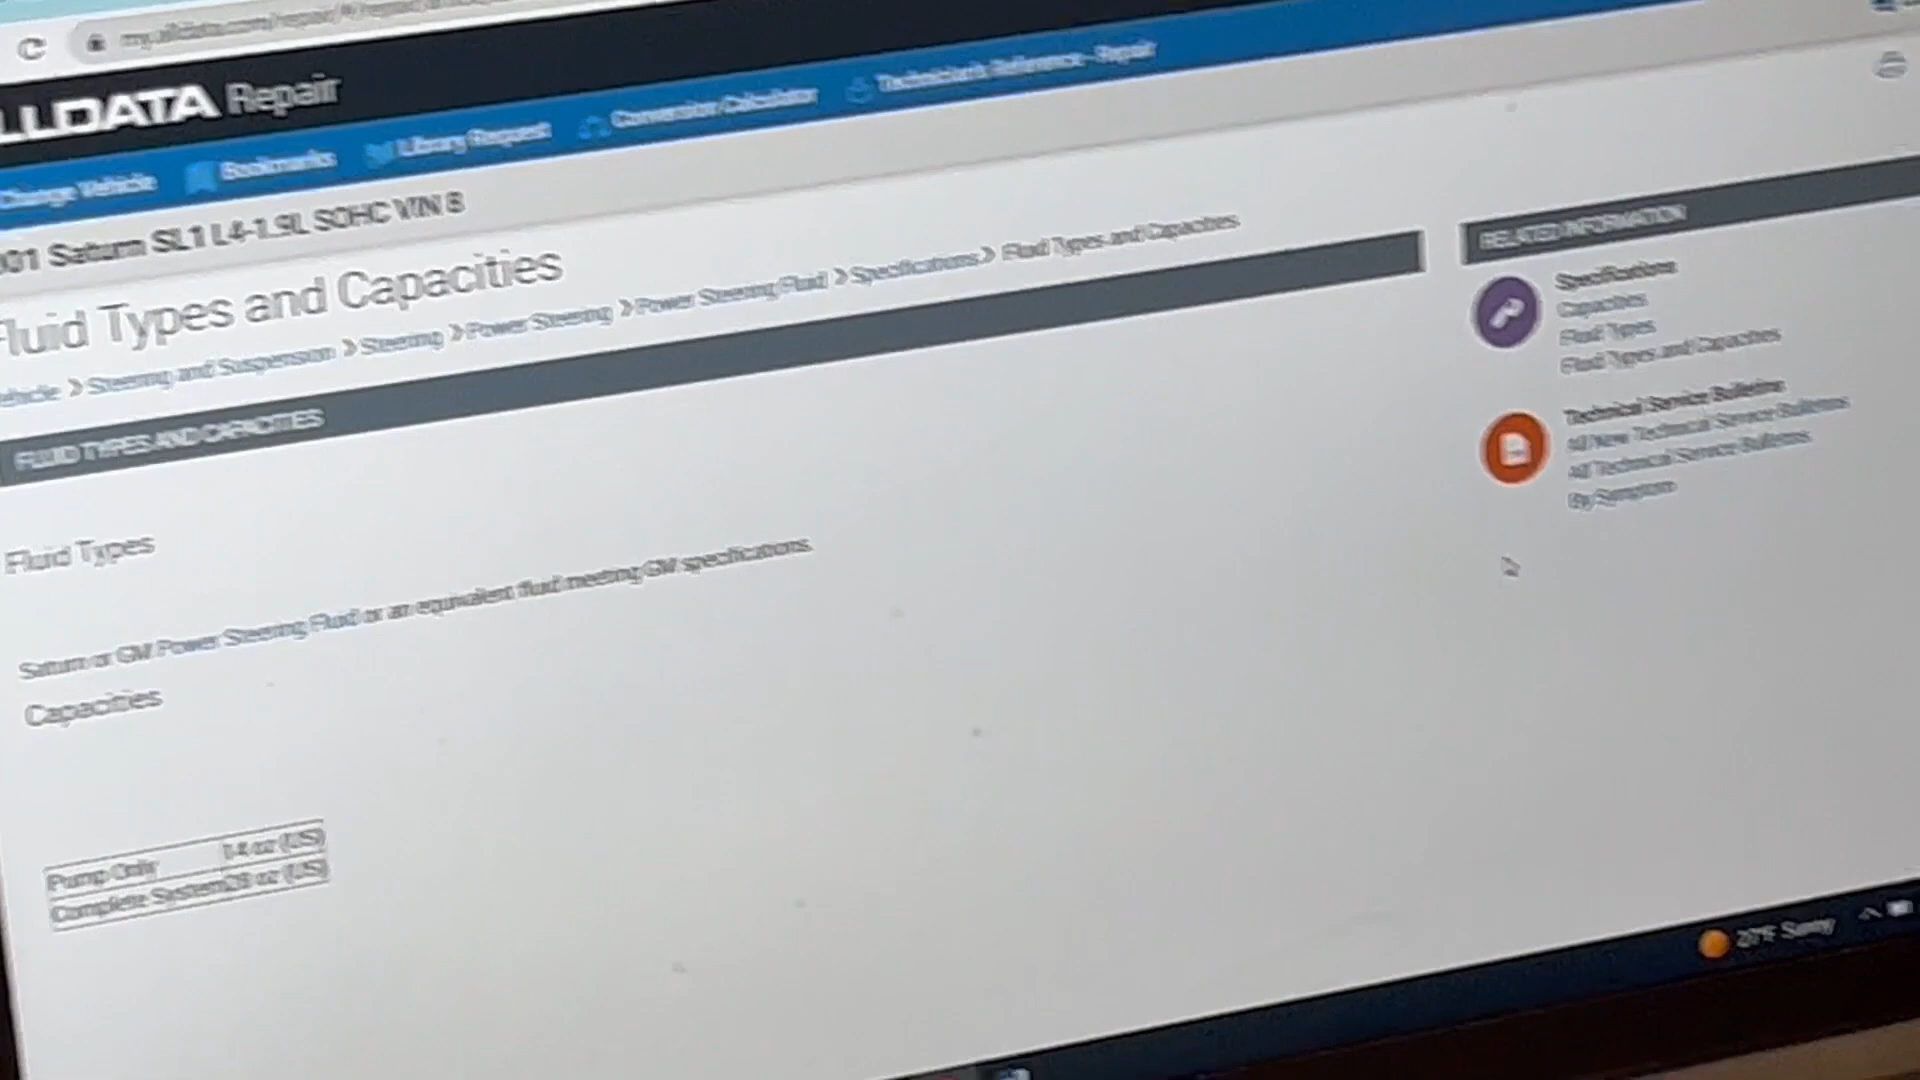 LLDATA Repair
Change Vehicle Bookmarks Library Request Conversion Calculator Technician's Reference - Repair
001 Saturn SL1 L4-1.9L SOHC VIN 8
Fluid Types and Capacities
ehicle > Steering and Suspension > Steering > Power Steering > Power Steering Fluid > Specifications > Fluid Types and Capacities
FLUID TYPES AND CAPACITIES
Fluid Types
Saturn or GM Power Steering Fluid or an equivalent fluid meeting GM specifications.
Capacities
Pump Only 14 oz (US)
Complete System 28 oz (US)
RELATED INFORMATION
Specifications
Capacities
Fluid Types
Fluid Types and Capacities
Technical Service Bulletins
All New Technical Service Bulletins
All Technical Service Bulletins
By Symptom
Sunny